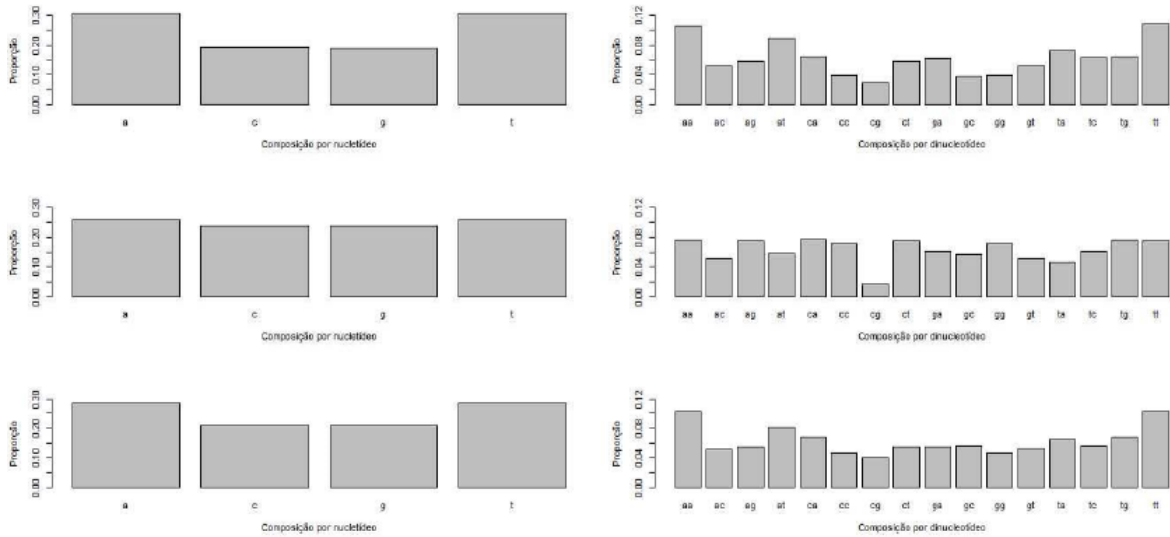 Proporção
0.00 0.10 0.20 0.30
a c g t
Composição por nucletídeo
Proporção
0.00 0.04 0.08 0.12
aa ac ag at ca cc cg ct ga gc gg gt ta tc tg tt
Composição por dinucleotídeo
Proporção
0.00 0.10 0.20 0.30
a c g t
Composição por nucletídeo
Proporção
0.00 0.04 0.08 0.12
aa ac ag at ca cc cg ct ga gc gg gt ta tc tg tt
Composição por dinucleotídeo
Proporção
0.00 0.10 0.20 0.30
a c g t
Composição por nucletídeo
Proporção
0.00 0.04 0.08 0.12
aa ac ag at ca cc cg ct ga gc gg gt ta tc tg tt
Composição por dinucleotídeo